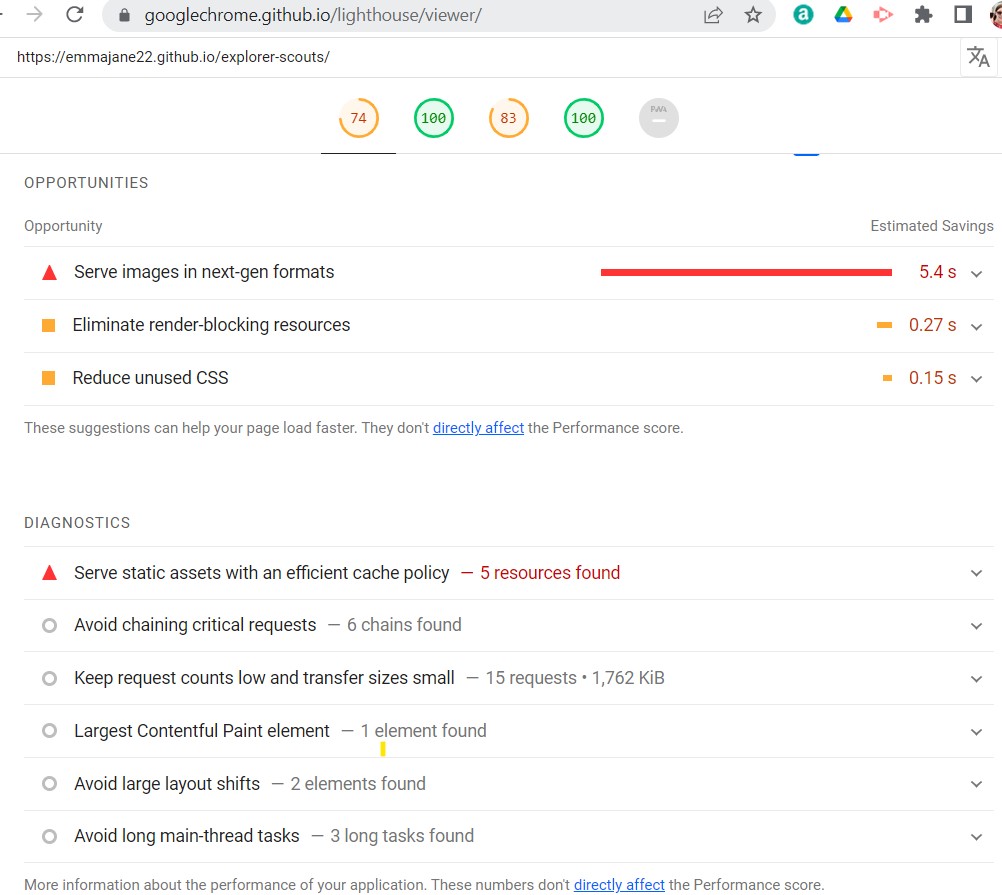 googlechrome.github.io/lighthouse/viewer/
https://emmajane22.github.io/explorer-scouts/
74 100 83 100 PWA
OPPORTUNITIES
Opportunity Estimated Savings
Serve images in next-gen formats 5.4 s
Eliminate render-blocking resources 0.27 s
Reduce unused CSS 0.15 s
These suggestions can help your page load faster. They don't directly affect the Performance score.
DIAGNOSTICS
Serve static assets with an efficient cache policy — 5 resources found
Avoid chaining critical requests — 6 chains found
Keep request counts low and transfer sizes small — 15 requests • 1,762 KiB
Largest Contentful Paint element — 1 element found
Avoid large layout shifts — 2 elements found
Avoid long main-thread tasks — 3 long tasks found
More information about the performance of your application. These numbers don't directly affect the Performance score.